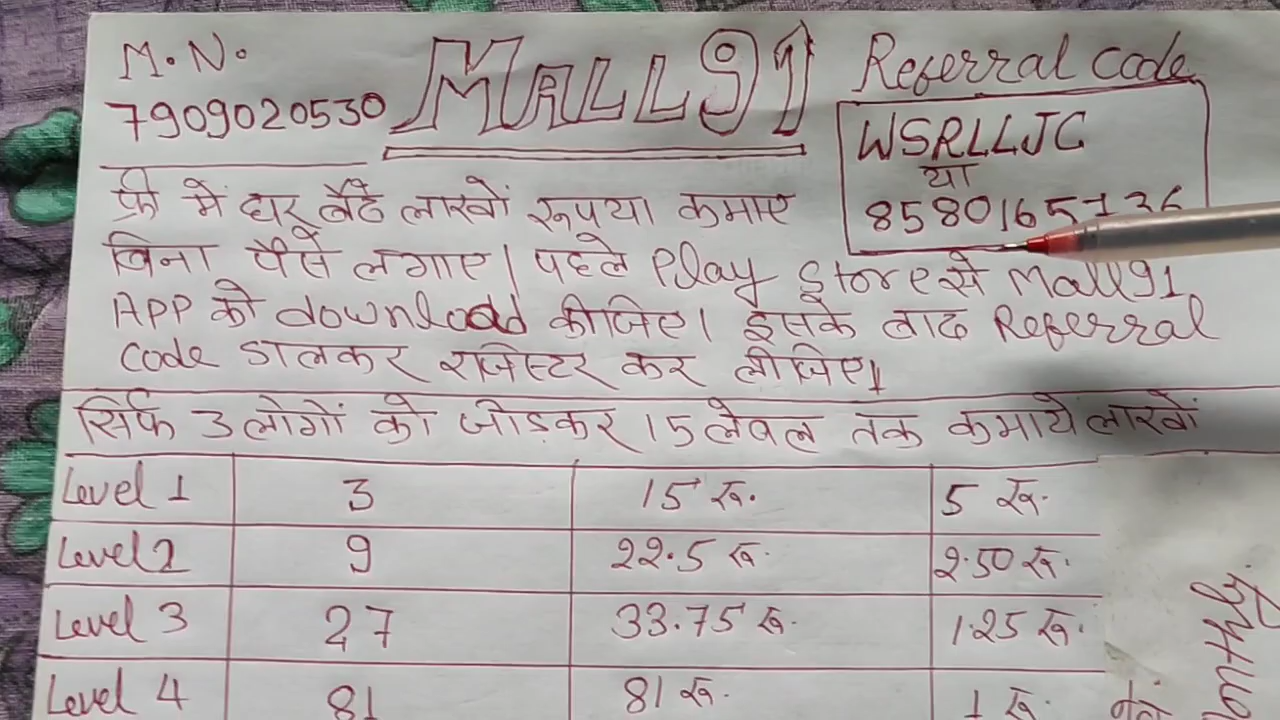 M.N.
7909020530
MALL91
Referral Code
WSRLLJC
या
8580165136
फ्री में घर बैठे लाखों रूपया कमाए
बिना पैसे लगाए। पहले Play Store से Mall91
APP को download कीजिए। इसके बाद Referral
Code डालकर रजिस्टर कर लीजिए।
सिर्फ 3 लोगों को जोड़कर 15 लेवल तक कमाये लाखों
Level 1 3 15 रू. 5 रू.
Level 2 9 22.5 रू. 2.50 रू.
Level 3 27 33.75 रू. 1.25 रू.
Level 4 81 81 रू. 1 रू.